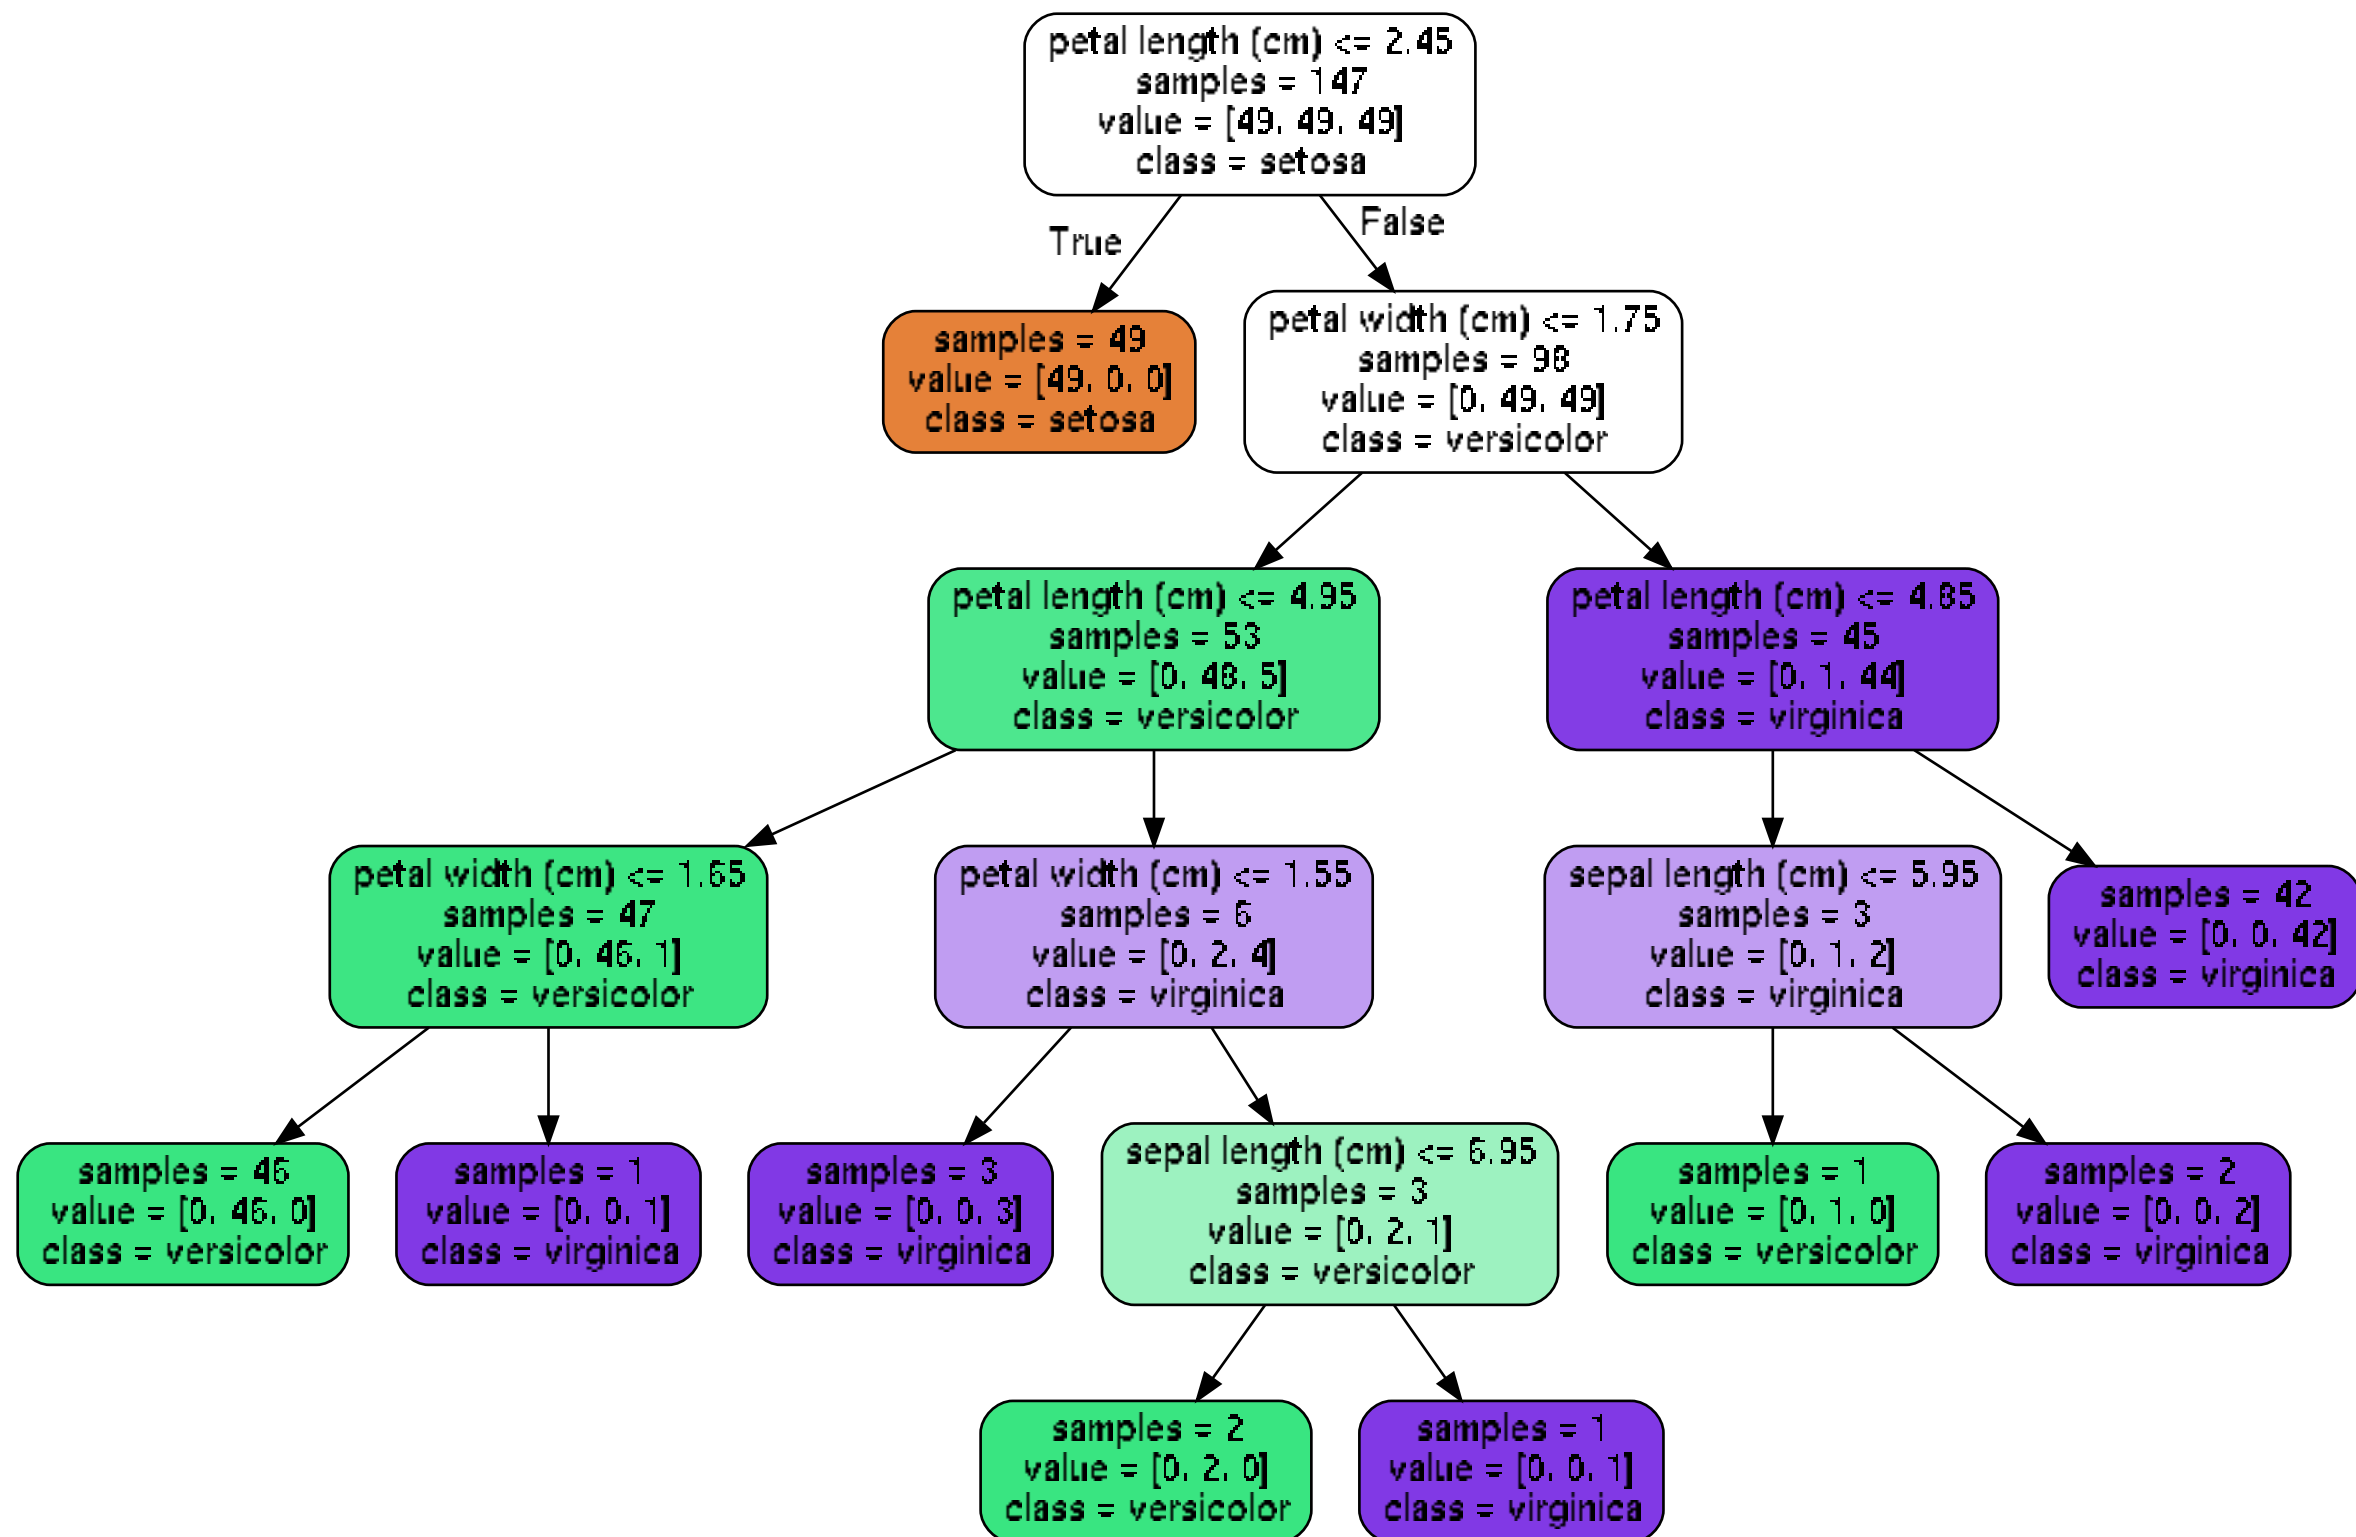 petal length (cm) <= 2.45
samples = 147
value = [49, 49, 49]
class = setosa
True
False
samples = 49
value = [49, 0, 0]
class = setosa
petal width (cm) <= 1.75
samples = 98
value = [0, 49, 49]
class = versicolor
petal length (cm) <= 4.95
samples = 53
value = [0, 48, 5]
class = versicolor
petal length (cm) <= 4.85
samples = 45
value = [0, 1, 44]
class = virginica
petal width (cm) <= 1.65
samples = 47
value = [0, 46, 1]
class = versicolor
petal width (cm) <= 1.55
samples = 6
value = [0, 2, 4]
class = virginica
sepal length (cm) <= 5.95
samples = 3
value = [0, 1, 2]
class = virginica
samples = 42
value = [0, 0, 42]
class = virginica
samples = 46
value = [0, 46, 0]
class = versicolor
samples = 1
value = [0, 0, 1]
class = virginica
samples = 3
value = [0, 0, 3]
class = virginica
sepal length (cm) <= 6.95
samples = 3
value = [0, 2, 1]
class = versicolor
samples = 1
value = [0, 1, 0]
class = versicolor
samples = 2
value = [0, 0, 2]
class = virginica
samples = 2
value = [0, 2, 0]
class = versicolor
samples = 1
value = [0, 0, 1]
class = virginica